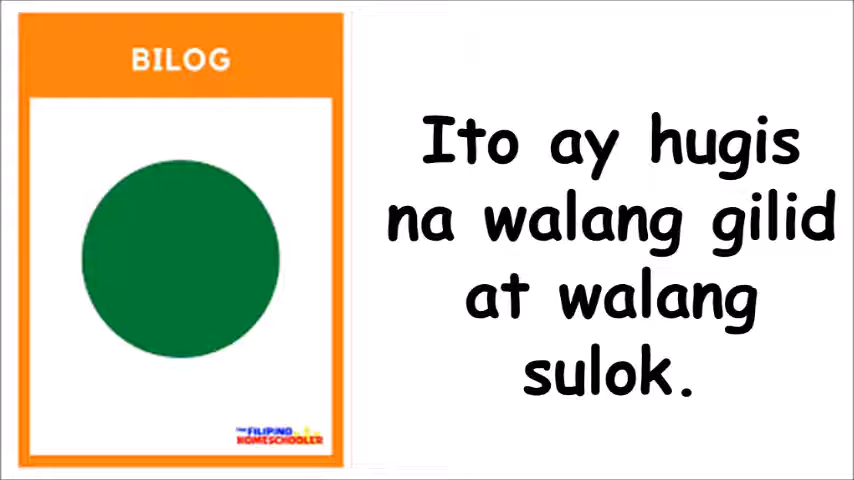 BILOG
Ito ay hugis
na walang gilid
at walang
sulok.
THE FILIPINO
HOMESCHOOLER